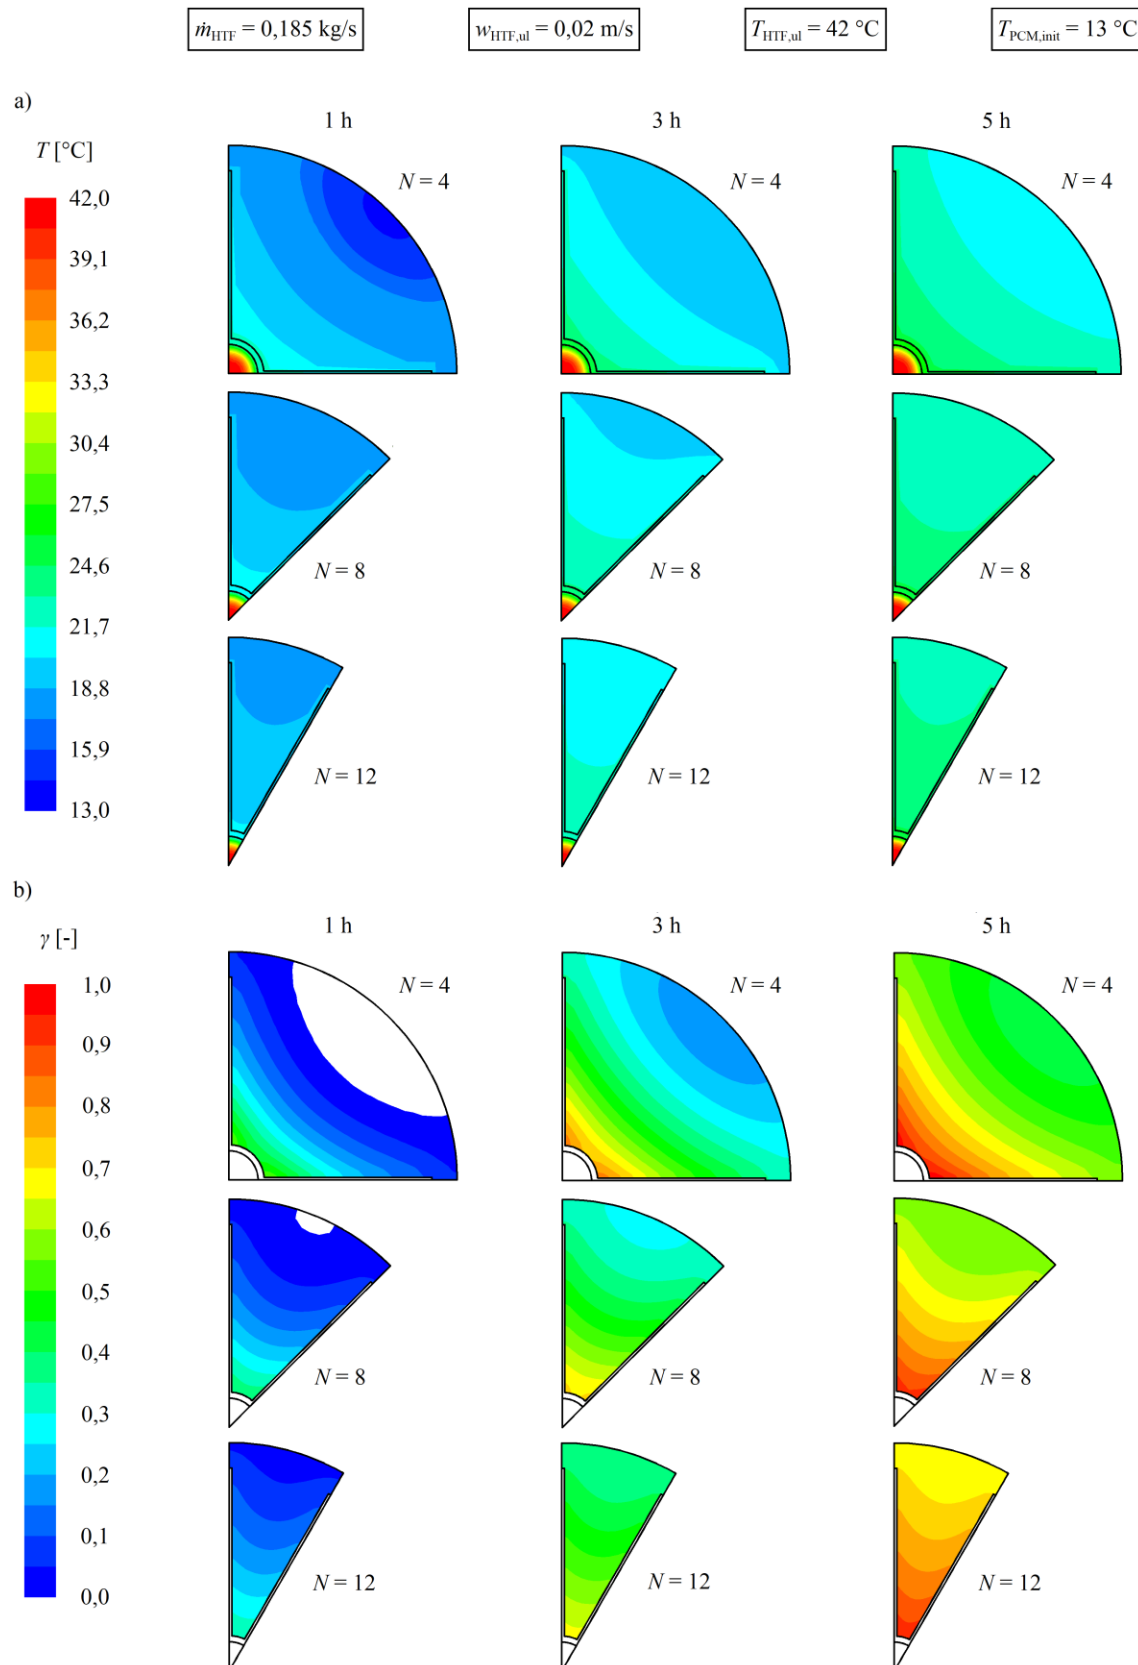 ṁHTF = 0,185 kg/s wHTF,ul = 0,02 m/s THTF,ul = 42 °C TPCM,init = 13 °C
a)
1 h 3 h 5 h
T [°C]
N = 4 N = 4 N = 4
42,0
39,1
36,2
33,3
30,4
27,5
24,6
21,7
18,8
15,9
13,0
N = 8 N = 8 N = 8
N = 12 N = 12 N = 12
b)
1 h 3 h 5 h
γ [-]
N = 4 N = 4 N = 4
1,0
0,9
0,8
0,7
0,6
0,5
0,4
0,3
0,2
0,1
0,0
N = 8 N = 8 N = 8
N = 12 N = 12 N = 12